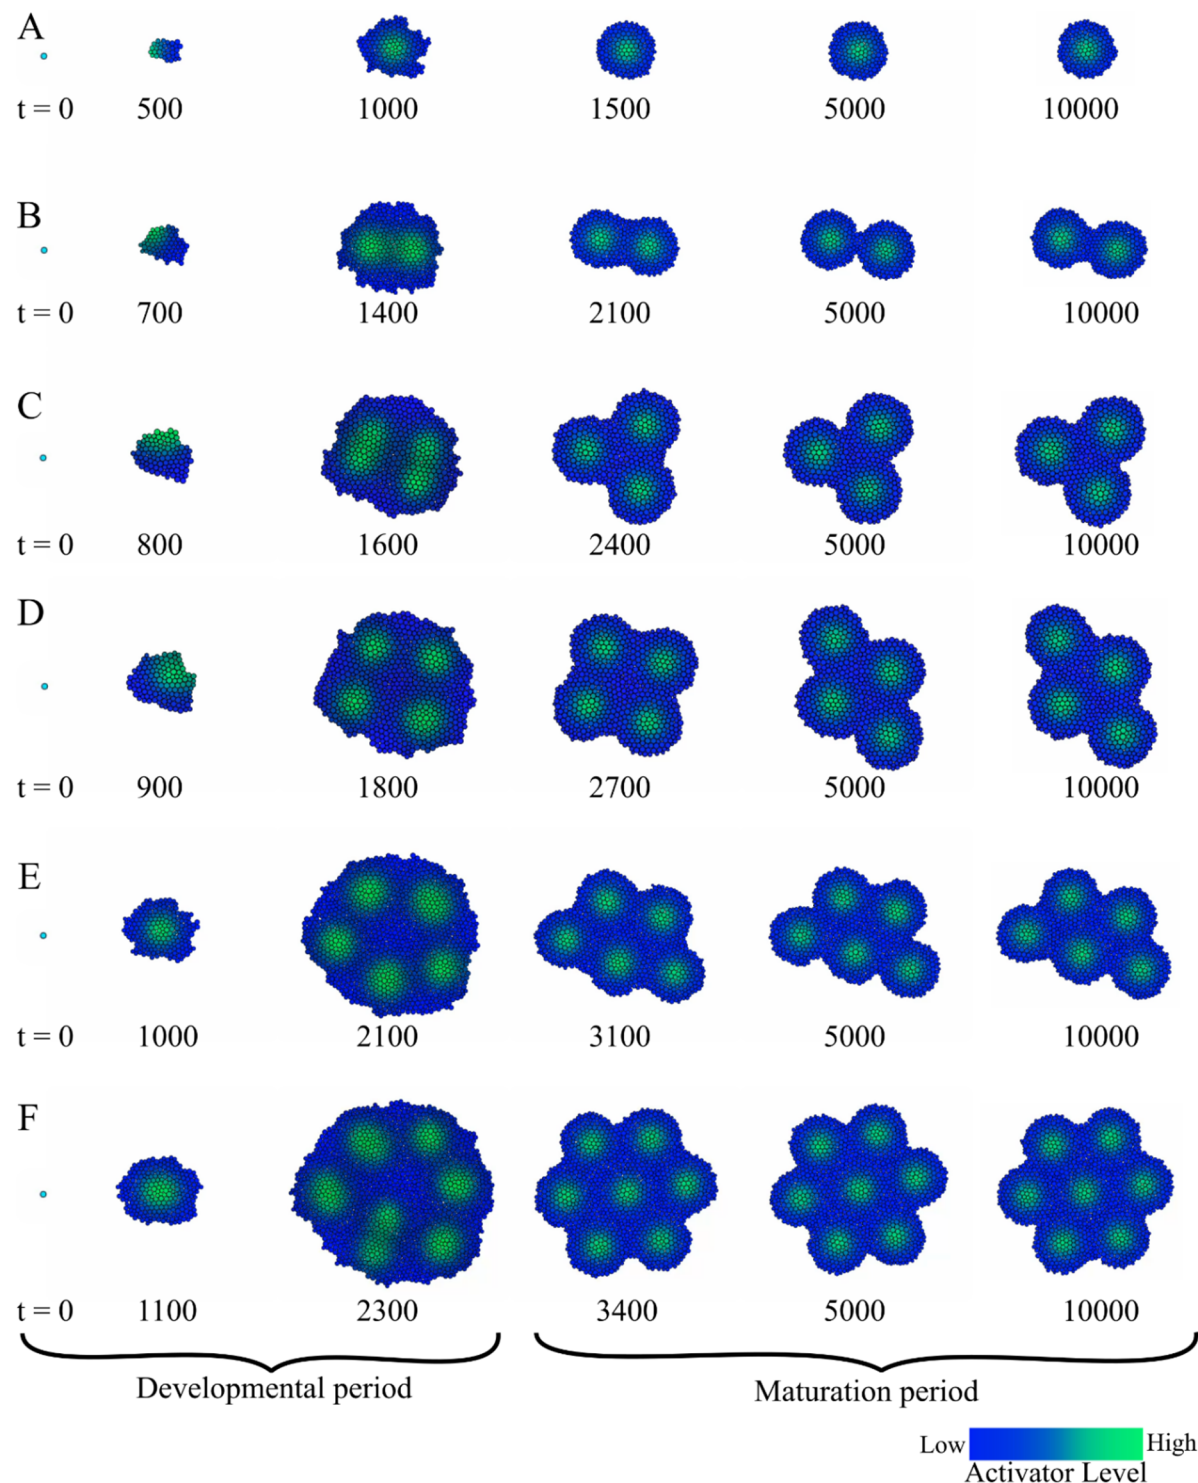 A
t = 0 500 1000 1500 5000 10000
B
t = 0 700 1400 2100 5000 10000
C
t = 0 800 1600 2400 5000 10000
D
t = 0 900 1800 2700 5000 10000
E
t = 0 1000 2100 3100 5000 10000
F
t = 0 1100 2300 3400 5000 10000
Developmental period Maturation period
Low High
Activator Level